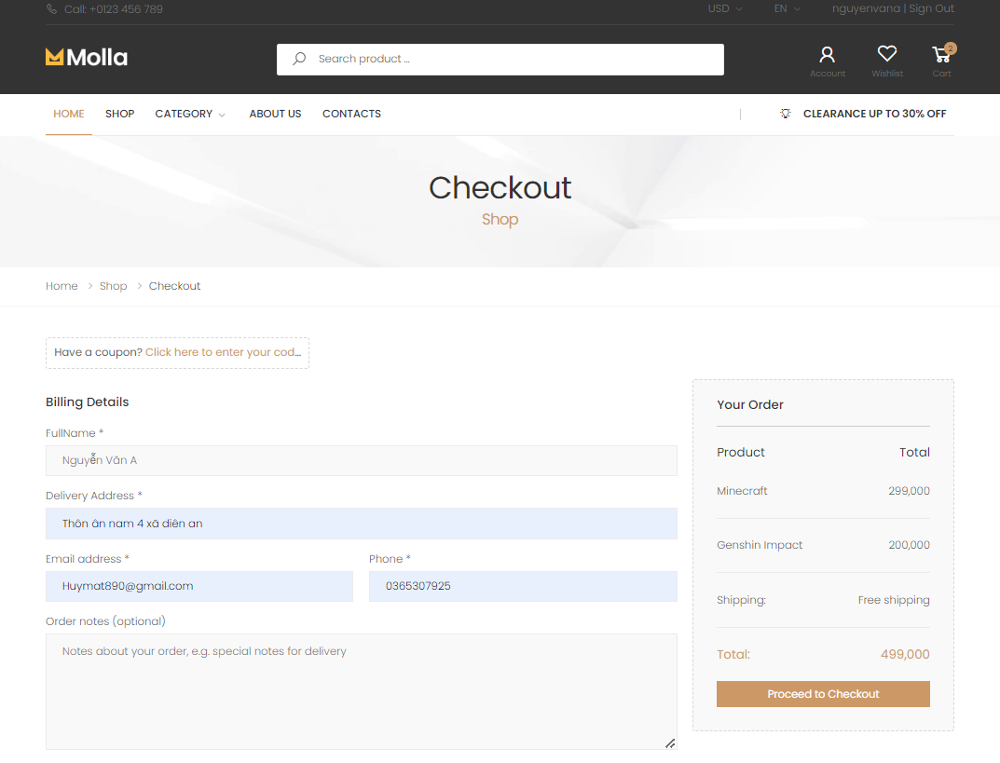 Call: +0123 456 789 USD EN nguyenvana | Sign Out
Molla
Search product ...
Account Wishlist 2 Cart
HOME SHOP CATEGORY ABOUT US CONTACTS CLEARANCE UP TO 30% OFF
Checkout
Shop
Home > Shop > Checkout
Have a coupon? Click here to enter your cod...
Billing Details
FullName *
Nguyễn Văn A
Delivery Address *
Thôn ân nam 4 xã diên an
Email address * Phone *
Huymat890@gmail.com 0365307925
Order notes (optional)
Notes about your order, e.g. special notes for delivery
Your Order
Product Total
Minecraft 299,000
Genshin Impact 200,000
Shipping: Free shipping
Total: 499,000
Proceed to Checkout